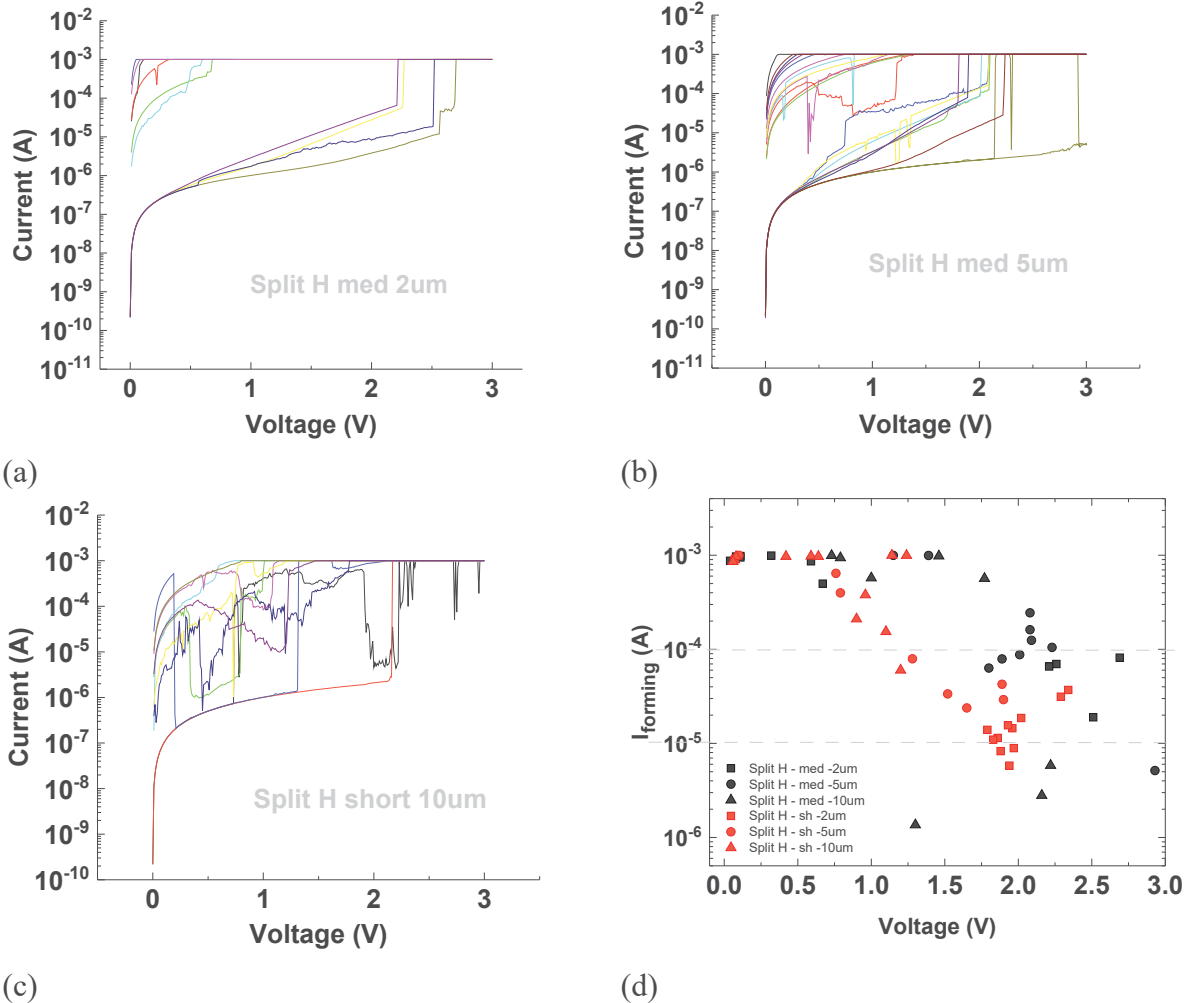 10-2
10-3
10-4
10-5
10-6
10-7
10-8
10-9
10-10
10-11
Current (A)
Split H med 2um
0 1 2 3
Voltage (V)
(a)
10-2
10-3
10-4
10-5
10-6
10-7
10-8
10-9
10-10
10-11
Current (A)
Split H med 5um
0 1 2 3
Voltage (V)
(b)
10-2
10-3
10-4
10-5
10-6
10-7
10-8
10-9
10-10
Current (A)
Split H short 10um
0 1 2 3
Voltage (V)
(c)
10-3
10-4
10-5
10-6
Iforming (A)
Split H - med -2um
Split H - med -5um
Split H - med -10um
Split H - sh -2um
Split H - sh -5um
Split H - sh -10um
0.0 0.5 1.0 1.5 2.0 2.5 3.0
Voltage (V)
(d)